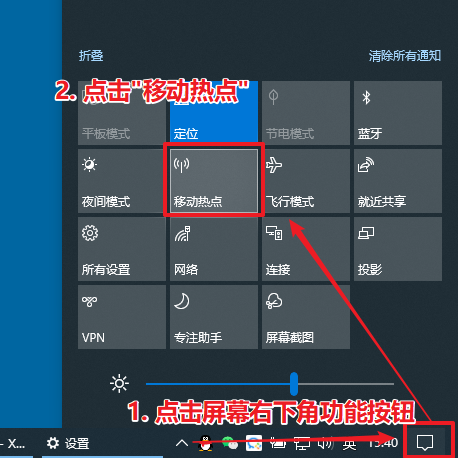 折叠 清除所有通知
2. 点击"移动热点"
平板模式 定位 节电模式 蓝牙
夜间模式 移动热点 飞行模式 就近共享
所有设置 网络 连接 投影
VPN 专注助手 屏幕截图
1. 点击屏幕右下角功能按钮
- X... 设置 英 15:40